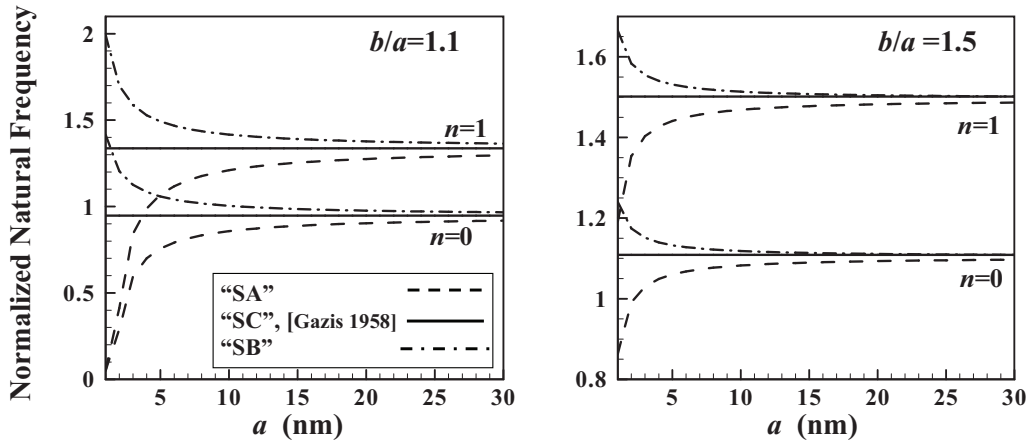 Normalized Natural Frequency
b/a=1.1
2
1.5
1
0.5
0
n=1
n=0
"SA"
"SC", [Gazis 1958]
"SB"
5 10 15 20 25 30
a (nm)
b/a =1.5
1.6
1.4
1.2
1
0.8
n=1
n=0
5 10 15 20 25 30
a (nm)